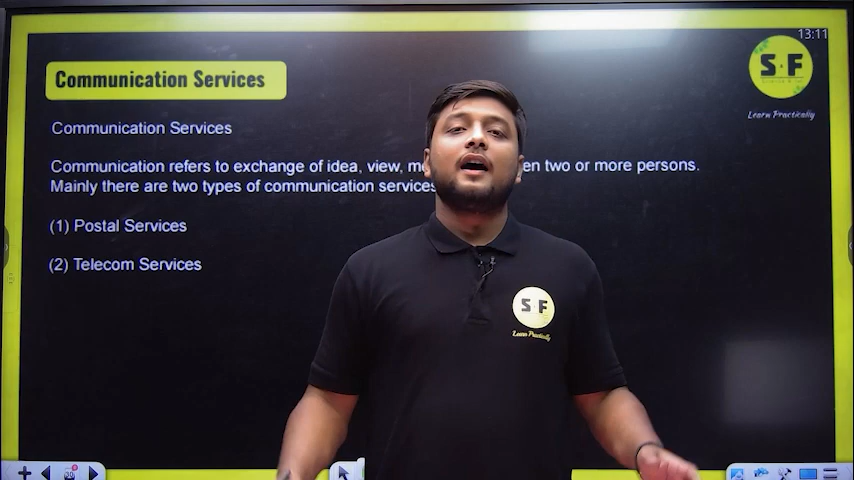 13:11
Communication Services
S F
Learn Practically
Communication Services
Communication refers to exchange of idea, view, two or more persons.
Mainly there are two types of communication services
(1) Postal Services
(2) Telecom Services
S F
Learn Practically